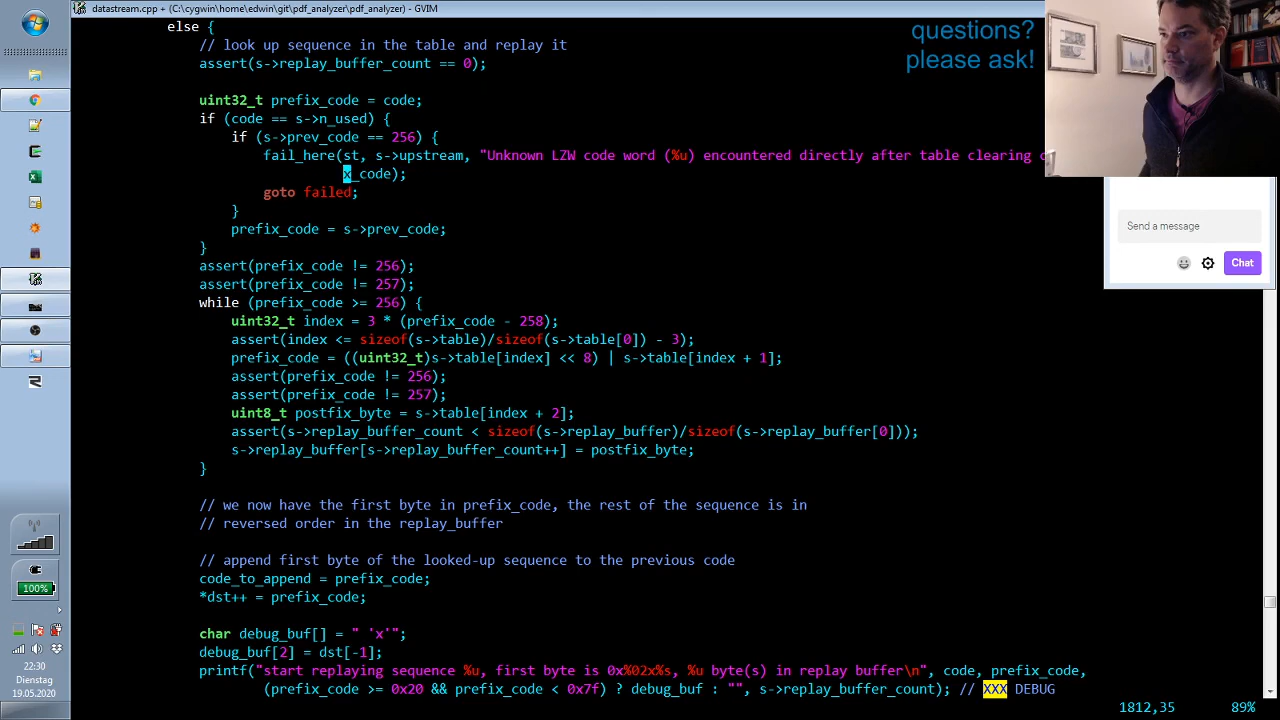 datastream.cpp + (C:\cygwin\home\edwin\git\pdf_analyzer\pdf_analyzer) - GVIM
else {
// look up sequence in the table and replay it
assert(s->replay_buffer_count == 0);
uint32_t prefix_code = code;
if (code == s->n_used) {
if (s->prev_code == 256) {
fail_here(st, s->upstream, "Unknown LZW code word (%u) encountered directly after table clearing
x_code);
goto failed;
}
prefix_code = s->prev_code;
}
assert(prefix_code != 256);
assert(prefix_code != 257);
while (prefix_code >= 256) {
uint32_t index = 3 * (prefix_code - 258);
assert(index <= sizeof(s->table)/sizeof(s->table[0]) - 3);
prefix_code = ((uint32_t)s->table[index] << 8) | s->table[index + 1];
assert(prefix_code != 256);
assert(prefix_code != 257);
uint8_t postfix_byte = s->table[index + 2];
assert(s->replay_buffer_count < sizeof(s->replay_buffer)/sizeof(s->replay_buffer[0]));
s->replay_buffer[s->replay_buffer_count++] = postfix_byte;
}
// we now have the first byte in prefix_code, the rest of the sequence is in
// reversed order in the replay_buffer
// append first byte of the looked-up sequence to the previous code
code_to_append = prefix_code;
*dst++ = prefix_code;
char debug_buf[] = " 'x'";
debug_buf[2] = dst[-1];
printf("start replaying sequence %u, first byte is 0x%02x%s, %u byte(s) in replay buffer\n", code, prefix_code,
(prefix_code >= 0x20 && prefix_code < 0x7f) ? debug_buf : "", s->replay_buffer_count); // XXX DEBUG
1812,35 89%
questions?
please ask!
Send a message
Chat
100%
22:30
Dienstag
19.05.2020